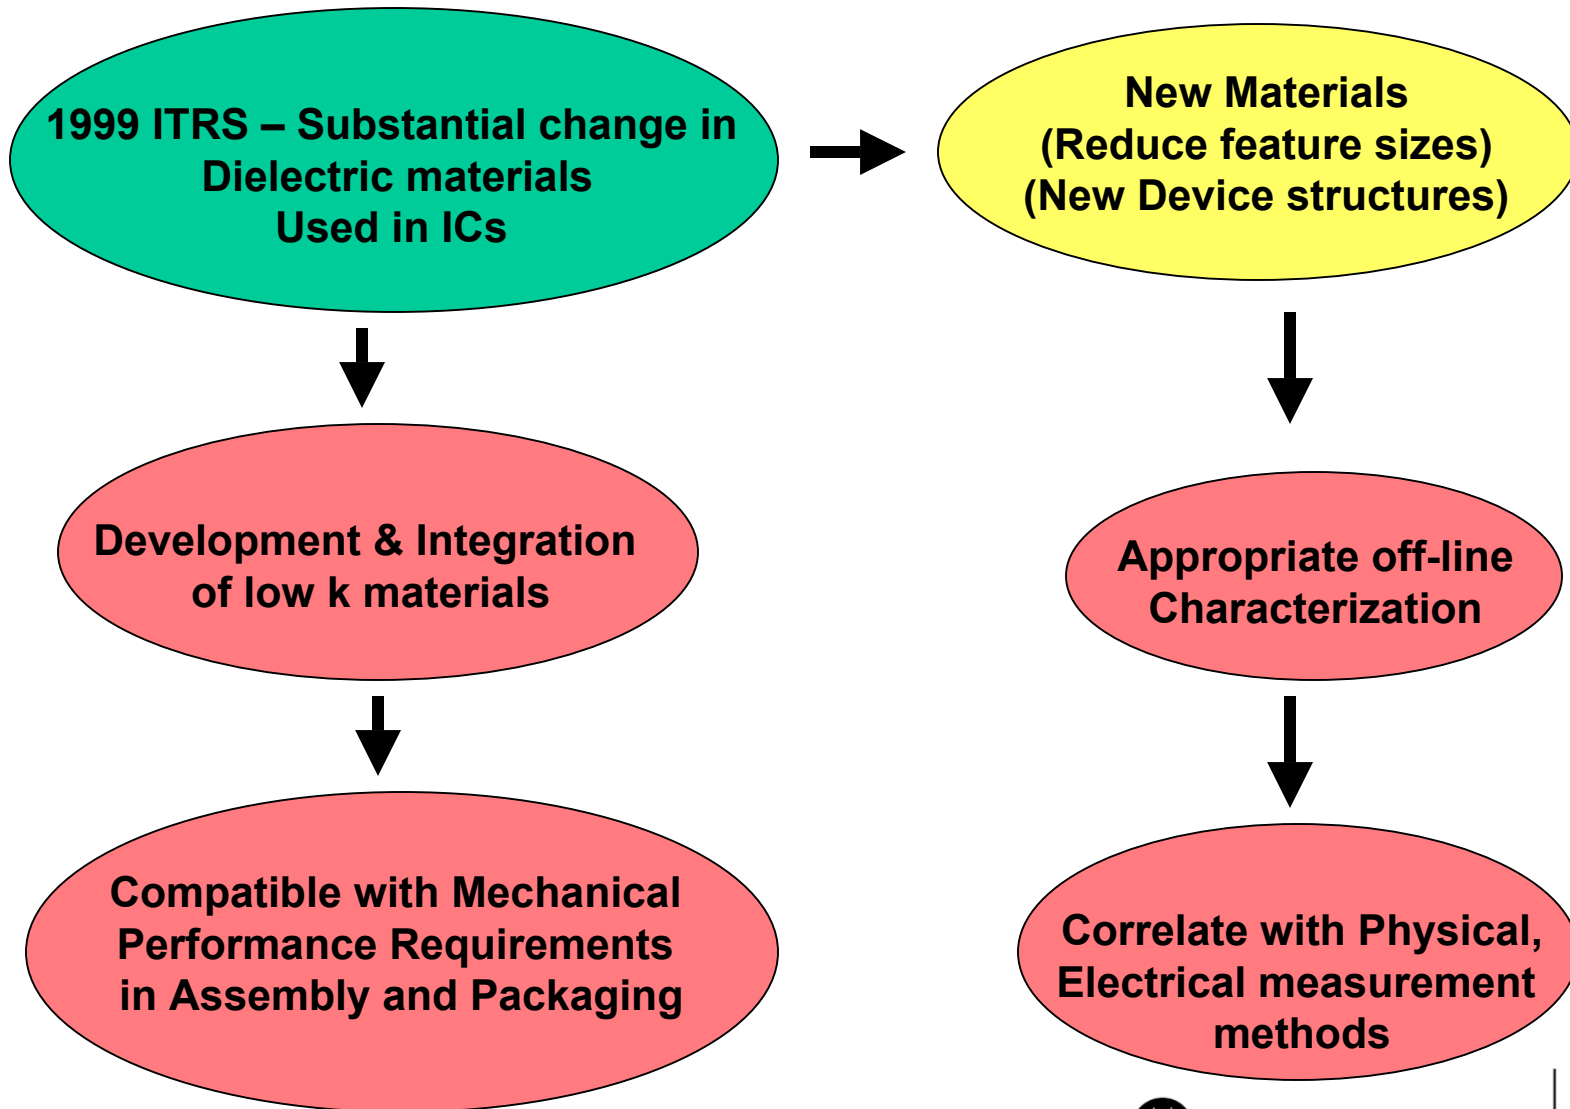 1999 ITRS – Substantial change in
Dielectric materials
Used in ICs
New Materials
(Reduce feature sizes)
(New Device structures)
Development & Integration
of low k materials
Appropriate off-line
Characterization
Compatible with Mechanical
Performance Requirements
in Assembly and Packaging
Correlate with Physical,
Electrical measurement
methods